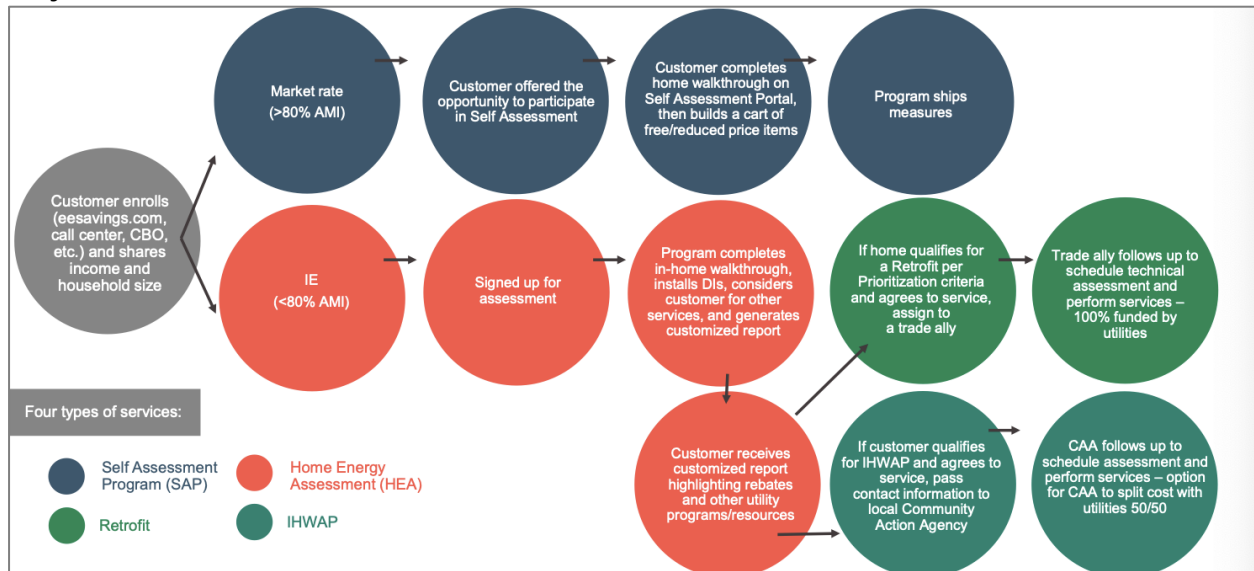 Market rate
(>80% AMI)
Customer offered the
opportunity to participate
in Self Assessment
Customer completes
home walkthrough on
Self Assessment Portal,
then builds a cart of
free/reduced price items
Program ships
measures
Customer enrolls
(eesavings.com,
call center, CBO,
etc.) and shares
income and
household size
IE
(<80% AMI)
Signed up for
assessment
Program completes
in-home walkthrough,
installs DIs, considers
customer for other
services, and generates
customized report
If home qualifies for
a Retrofit per
Prioritization criteria
and agrees to service,
assign to
a trade ally
Trade ally follows up to
schedule technical
assessment and
perform services –
100% funded by
utilities
Customer receives
customized report
highlighting rebates
and other utility
programs/resources
If customer qualifies
for IHWAP and agrees to
service, pass
contact information to
local Community
Action Agency
CAA follows up to
schedule assessment and
perform services – option
for CAA to split cost with
utilities 50/50
Four types of services:
Self Assessment
Program (SAP)
Home Energy
Assessment (HEA)
Retrofit
IHWAP